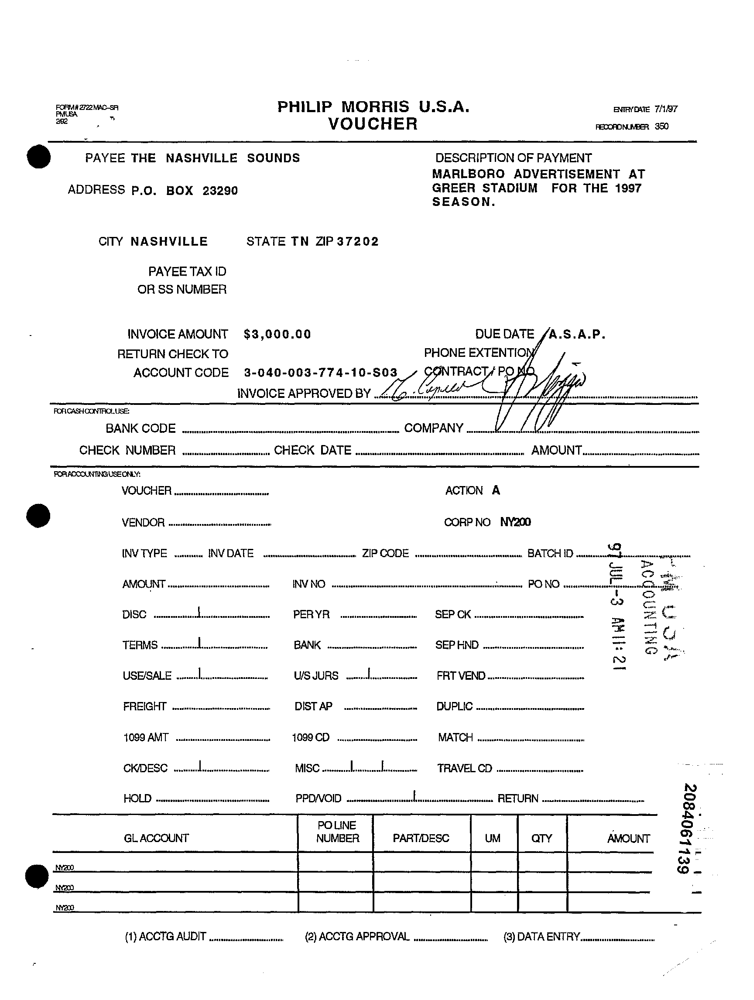 FORM # 2722 MAC-SR PHILIP MORRIS U.S.A. ENTRY DATE 7/1/97
PMUSA VOUCHER
2/92 RECORD NUMBER 350
PAYEE THE NASHVILLE SOUNDS DESCRIPTION OF PAYMENT
MARLBORO ADVERTISEMENT AT
ADDRESS P.O. BOX 23290 GREER STADIUM FOR THE 1997
SEASON.
CITY NASHVILLE STATE TN ZIP 37202
PAYEE TAX ID
OR SS NUMBER
INVOICE AMOUNT $3,000.00 DUE DATE A.S.A.P.
RETURN CHECK TO PHONE EXTENTION
ACCOUNT CODE 3-040-003-774-10-S03 CONTRACT / PO NO.
INVOICE APPROVED BY
FOR CASH CONTROL USE:
BANK CODE COMPANY
CHECK NUMBER CHECK DATE AMOUNT
FOR ACCOUNTING USE ONLY:
VOUCHER ACTION A
VENDOR CORP NO NY200
INV TYPE INV DATE ZIP CODE BATCH ID
AMOUNT INV NO PO NO
DISC PER YR SEP CK
TERMS BANK SEP HND
USE/SALE U/S JURS FRT VEND
FREIGHT DIST AP DUPLIC
1099 AMT 1099 CD MATCH
CK/DESC MISC TRAVEL CD
HOLD PPD/VOID RETURN
97 JUL -3 AM 11: 21
ACCOUNTING
GL ACCOUNT PO LINE NUMBER PART/DESC UM QTY AMOUNT
NY200
NY200
NY200
(1) ACCTG AUDIT (2) ACCTG APPROVAL (3) DATA ENTRY
2084061139